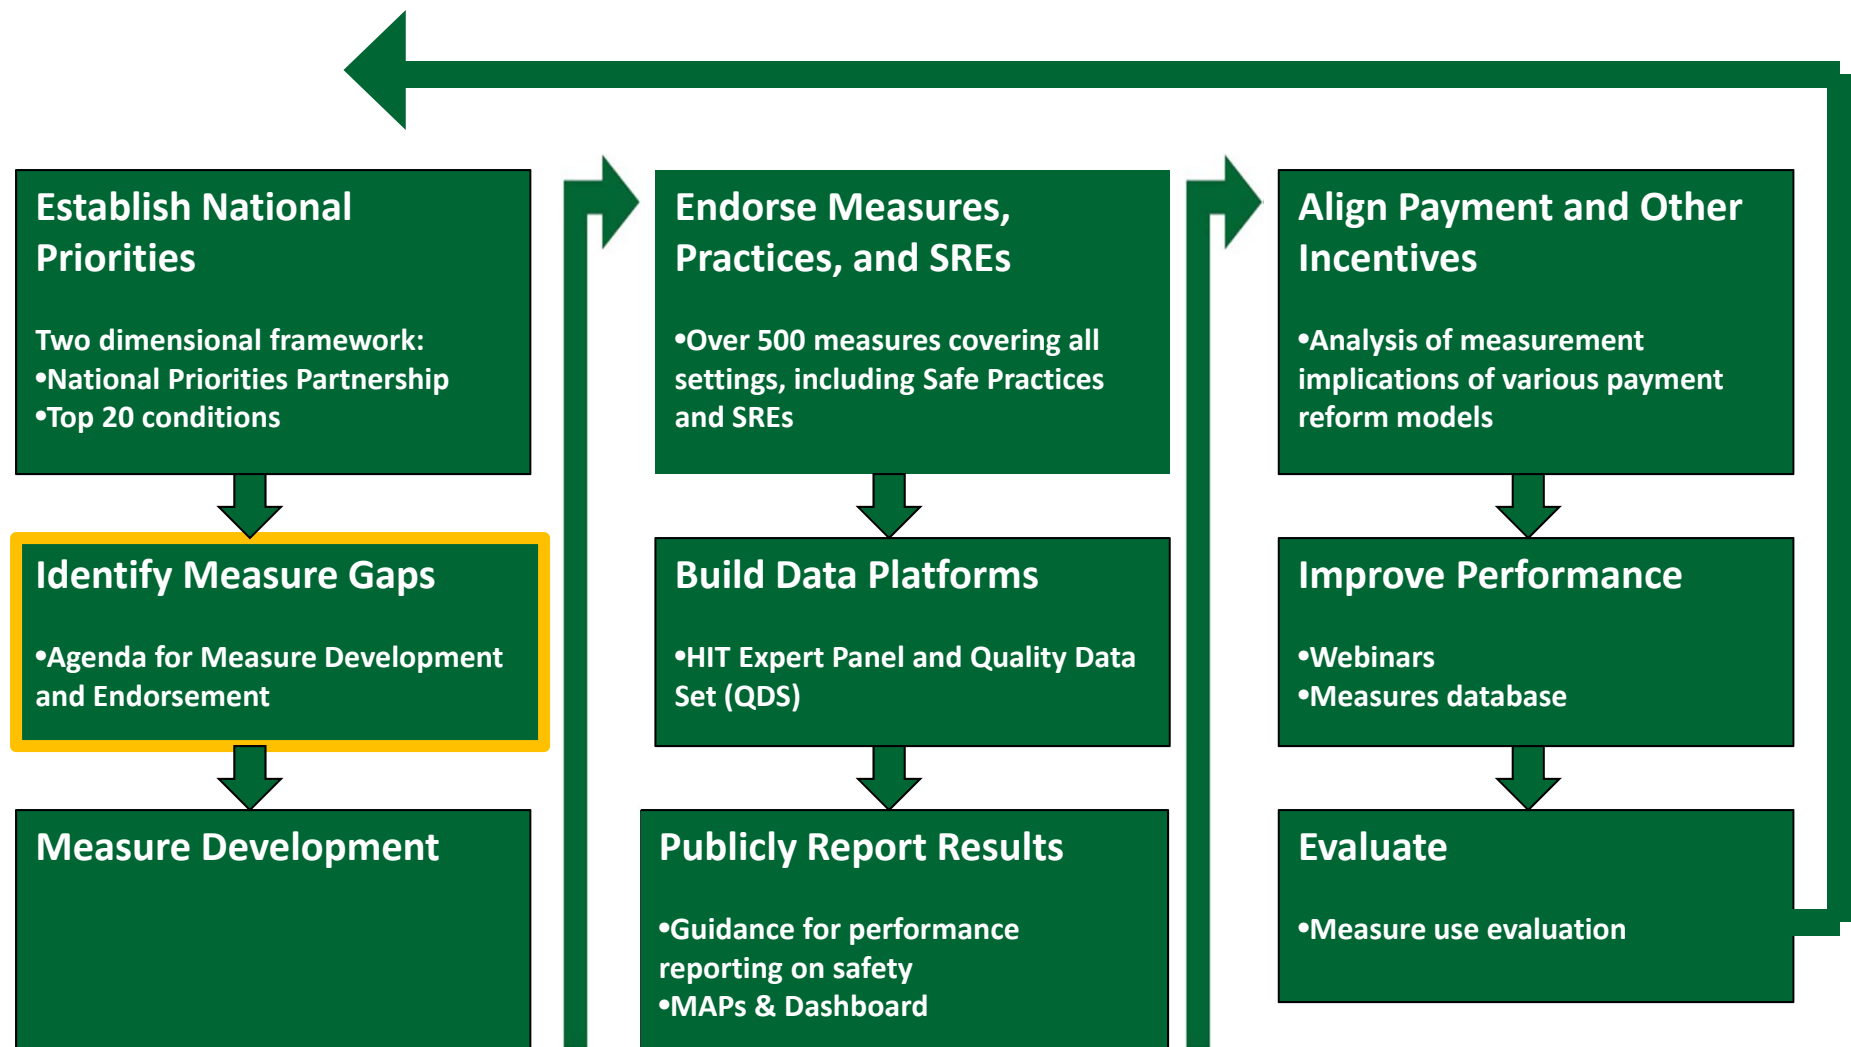 Establish National
Priorities
Two dimensional framework:
•National Priorities Partnership
•Top 20 conditions
Identify Measure Gaps
•Agenda for Measure Development
and Endorsement
Measure Development
Endorse Measures,
Practices, and SREs
•Over 500 measures covering all
settings, including Safe Practices
and SREs
Build Data Platforms
•HIT Expert Panel and Quality Data
Set (QDS)
Publicly Report Results
•Guidance for performance
reporting on safety
•MAPs & Dashboard
Align Payment and Other
Incentives
•Analysis of measurement
implications of various payment
reform models
Improve Performance
•Webinars
•Measures database
Evaluate
•Measure use evaluation